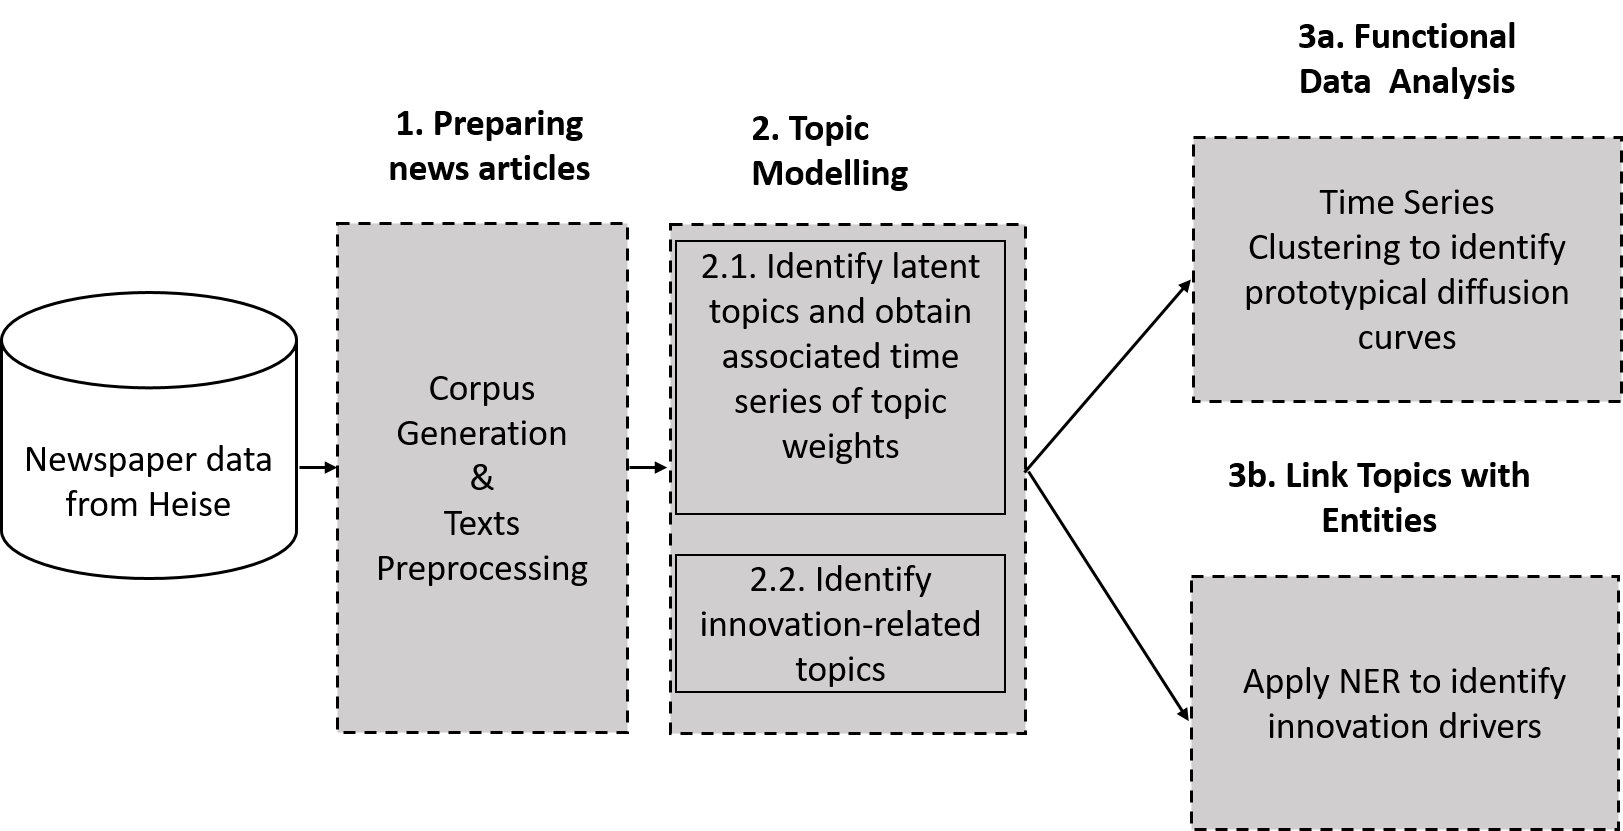 Newspaper data
from Heise
1. Preparing
news articles
Corpus
Generation
&
Texts
Preprocessing
2. Topic
Modelling
2.1. Identify latent
topics and obtain
associated time
series of topic
weights
2.2. Identify
innovation-related
topics
3a. Functional
Data  Analysis
Time Series
Clustering to identify
prototypical diffusion
curves
3b. Link Topics with
Entities
Apply NER to identify
innovation drivers